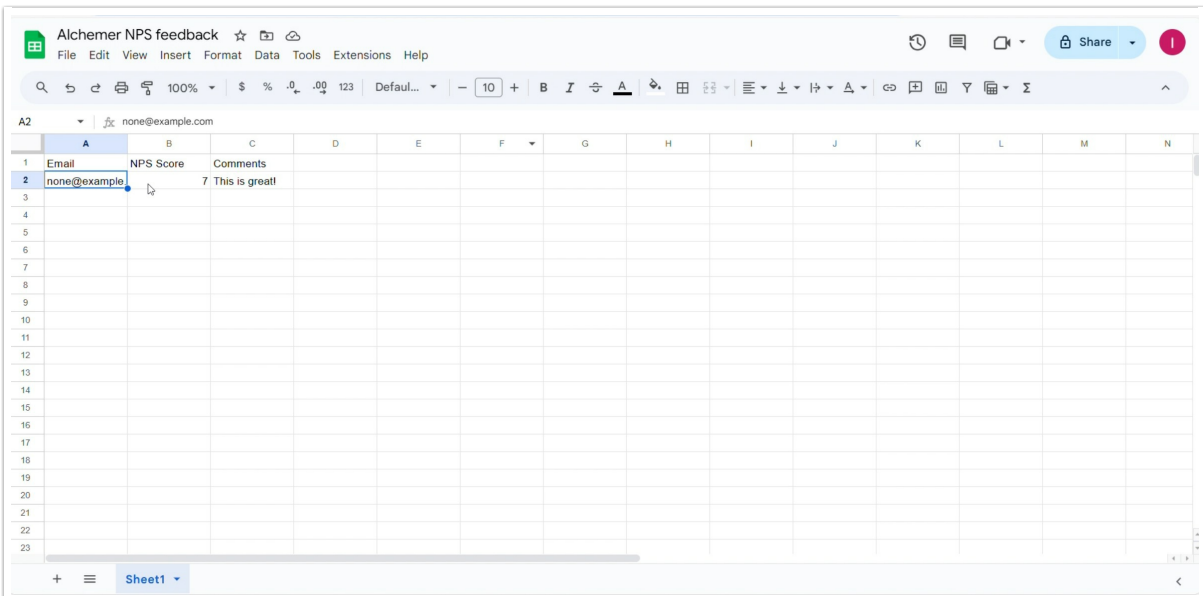 Alchemer NPS feedback
File Edit View Insert Format Data Tools Extensions Help
Share
I
100% $ % .0 .00 123 Defaul... − 10 + B I A A Σ
A2 fx none@example.com
A B C D E F G H I J K L M N
1 Email NPS Score Comments
2 none@example. 7 This is great!
3
4
5
6
7
8
9
10
11
12
13
14
15
16
17
18
19
20
21
22
23
+ Sheet1